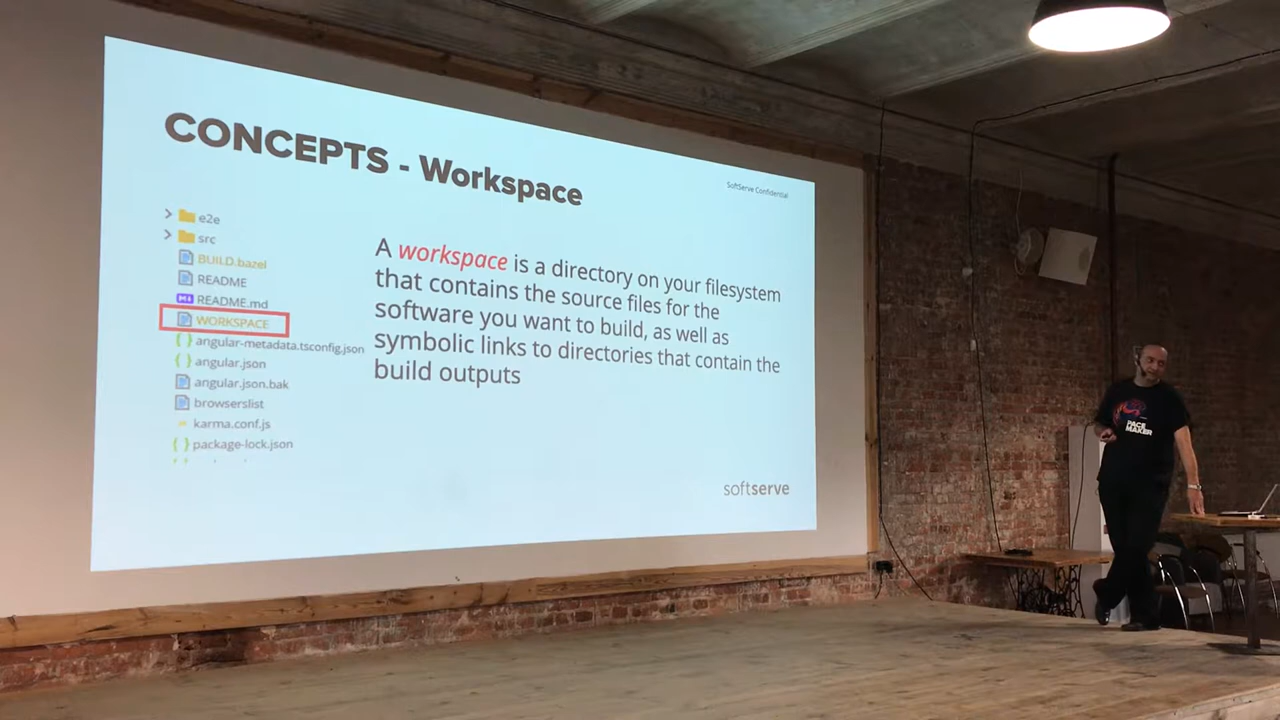 CONCEPTS - Workspace
SoftServe Confidential
e2e
src
BUILD.bazel
README
README.md
WORKSPACE
angular-metadata.tsconfig.json
angular.json
angular.json.bak
browserslist
karma.conf.js
package-lock.json
A workspace is a directory on your filesystem
that contains the source files for the
software you want to build, as well as
symbolic links to directories that contain the
build outputs
softserve
PACE
MAKER